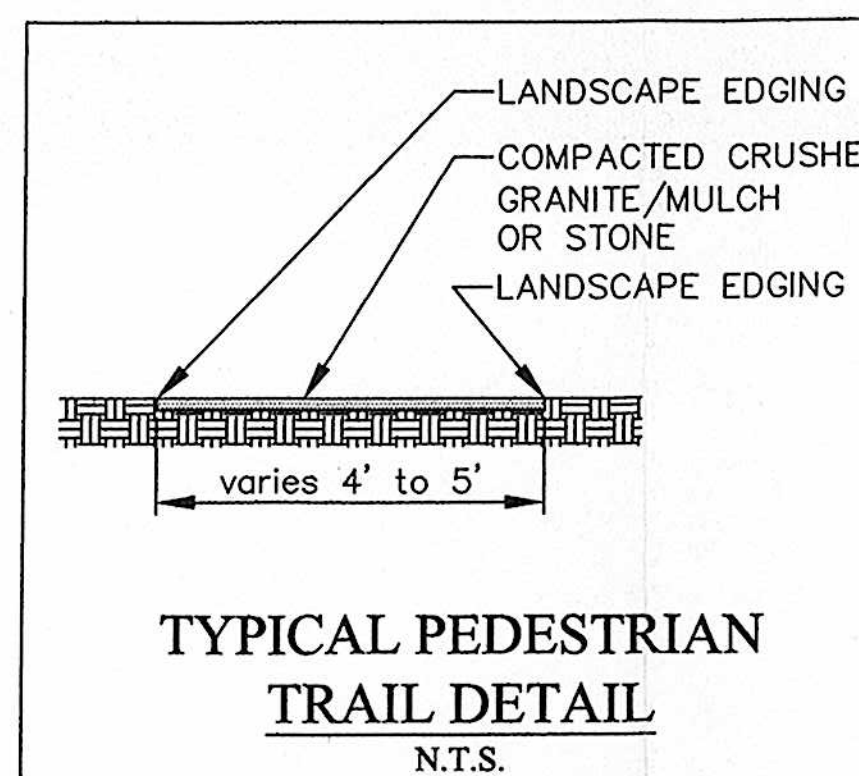 LANDSCAPE EDGING
COMPACTED CRUSHE
GRANITE/MULCH
OR STONE
LANDSCAPE EDGING
varies 4' to 5'
TYPICAL PEDESTRIAN
TRAIL DETAIL
N.T.S.